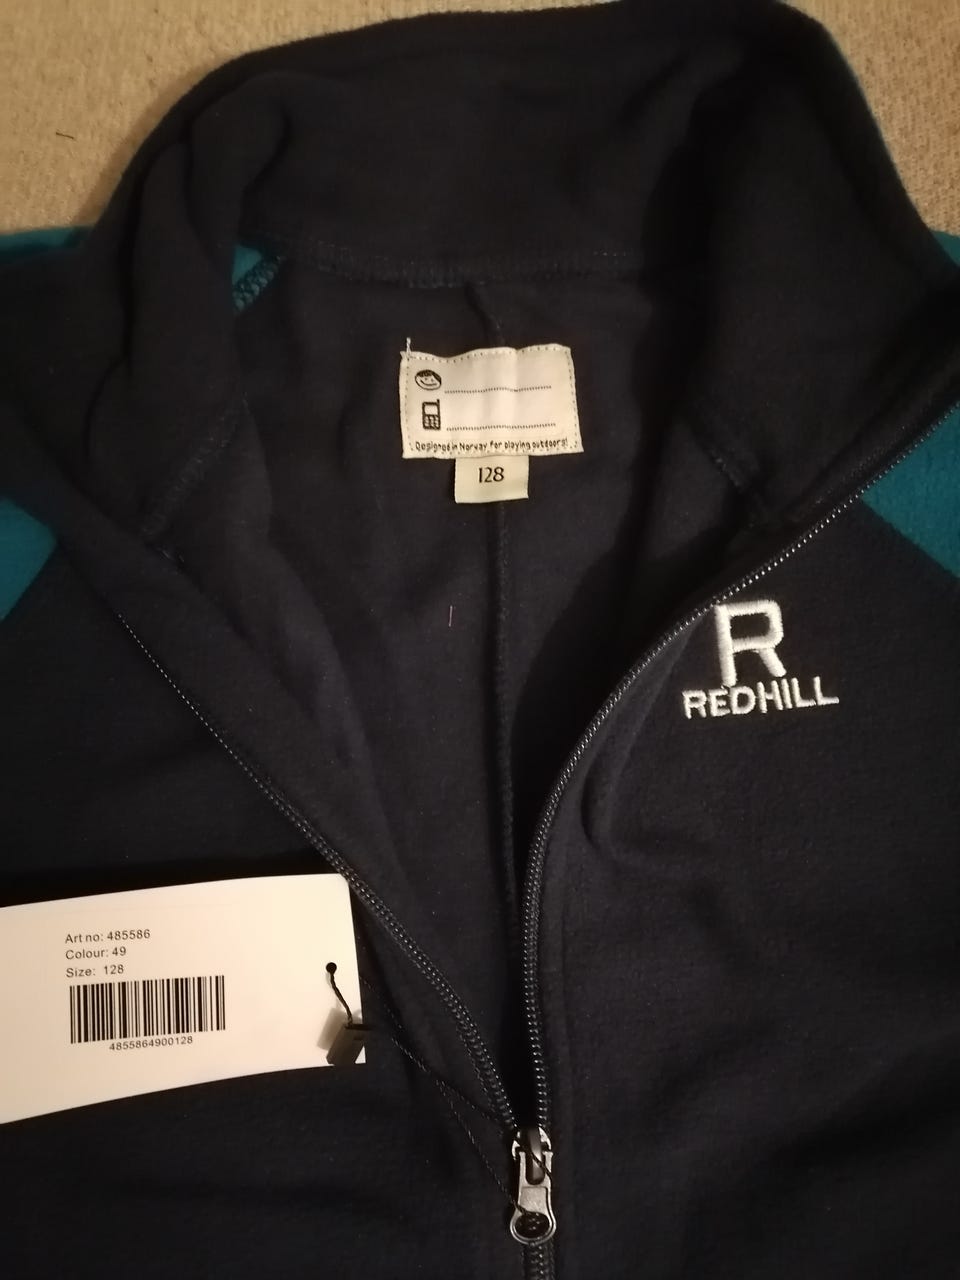 Designed in Norway for playing outdoors!
128
R
REDHILL
Art no: 485586
Colour: 49
Size: 128
4855864900128